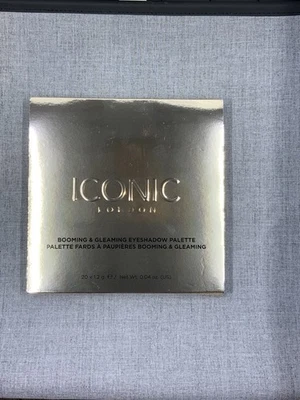 ICONIC
LONDON
BOOMING & GLEAMING EYESHADOW PALETTE
PALETTE FARDS À PAUPIÈRES BOOMING & GLEAMING